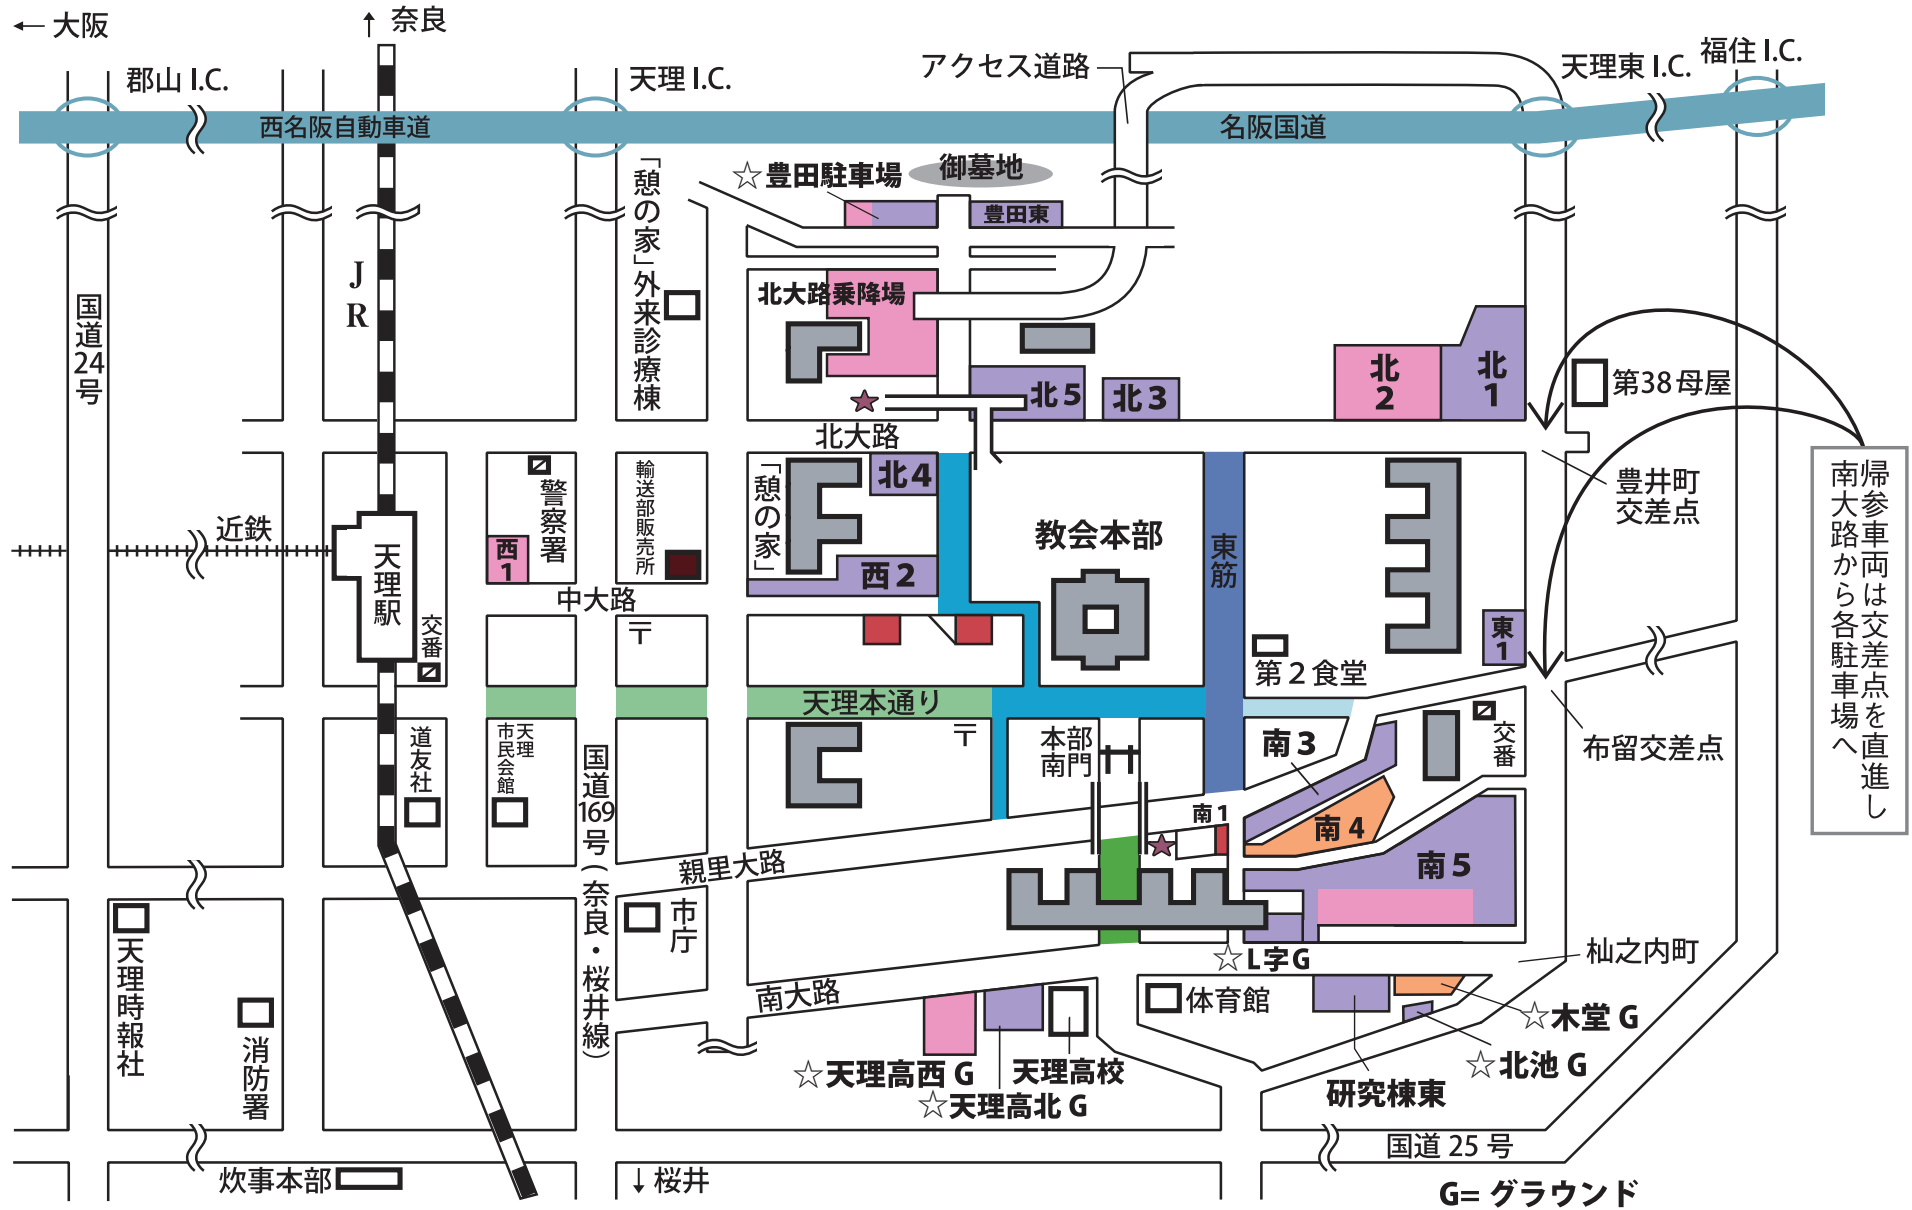 ← 大阪
↑ 奈良
郡山 I.C.
天理 I.C.
アクセス道路
天理東 I.C.
福住 I.C.
西名阪自動車道
名阪国道
☆豊田駐車場
御墓地
豊田東
「憩の家」外来診療棟
JR
国道24号
北大路乗降場
北5
北3
北2
北1
第38母屋
★
北大路
豊井町
交差点
帰参車両は交差点を直進し
南大路から各駐車場へ
近鉄
天理駅
交番
警察署
西1
輸送部販売所
「憩の家」
北4
西2
教会本部
東筋
東1
中大路
〒
第2食堂
天理本通り
〒
本部
南門
南3
交番
布留交差点
道友社
天理
市民会館
国道169号(奈良・桜井線)
南1
★
南4
南5
親里大路
市庁
天理時報社
消防署
南大路
☆L字G
杣之内町
体育館
☆木堂 G
☆北池 G
☆天理高西 G
天理高校
☆天理高北 G
研究棟東
国道 25 号
炊事本部
↓ 桜井
G= グラウンド